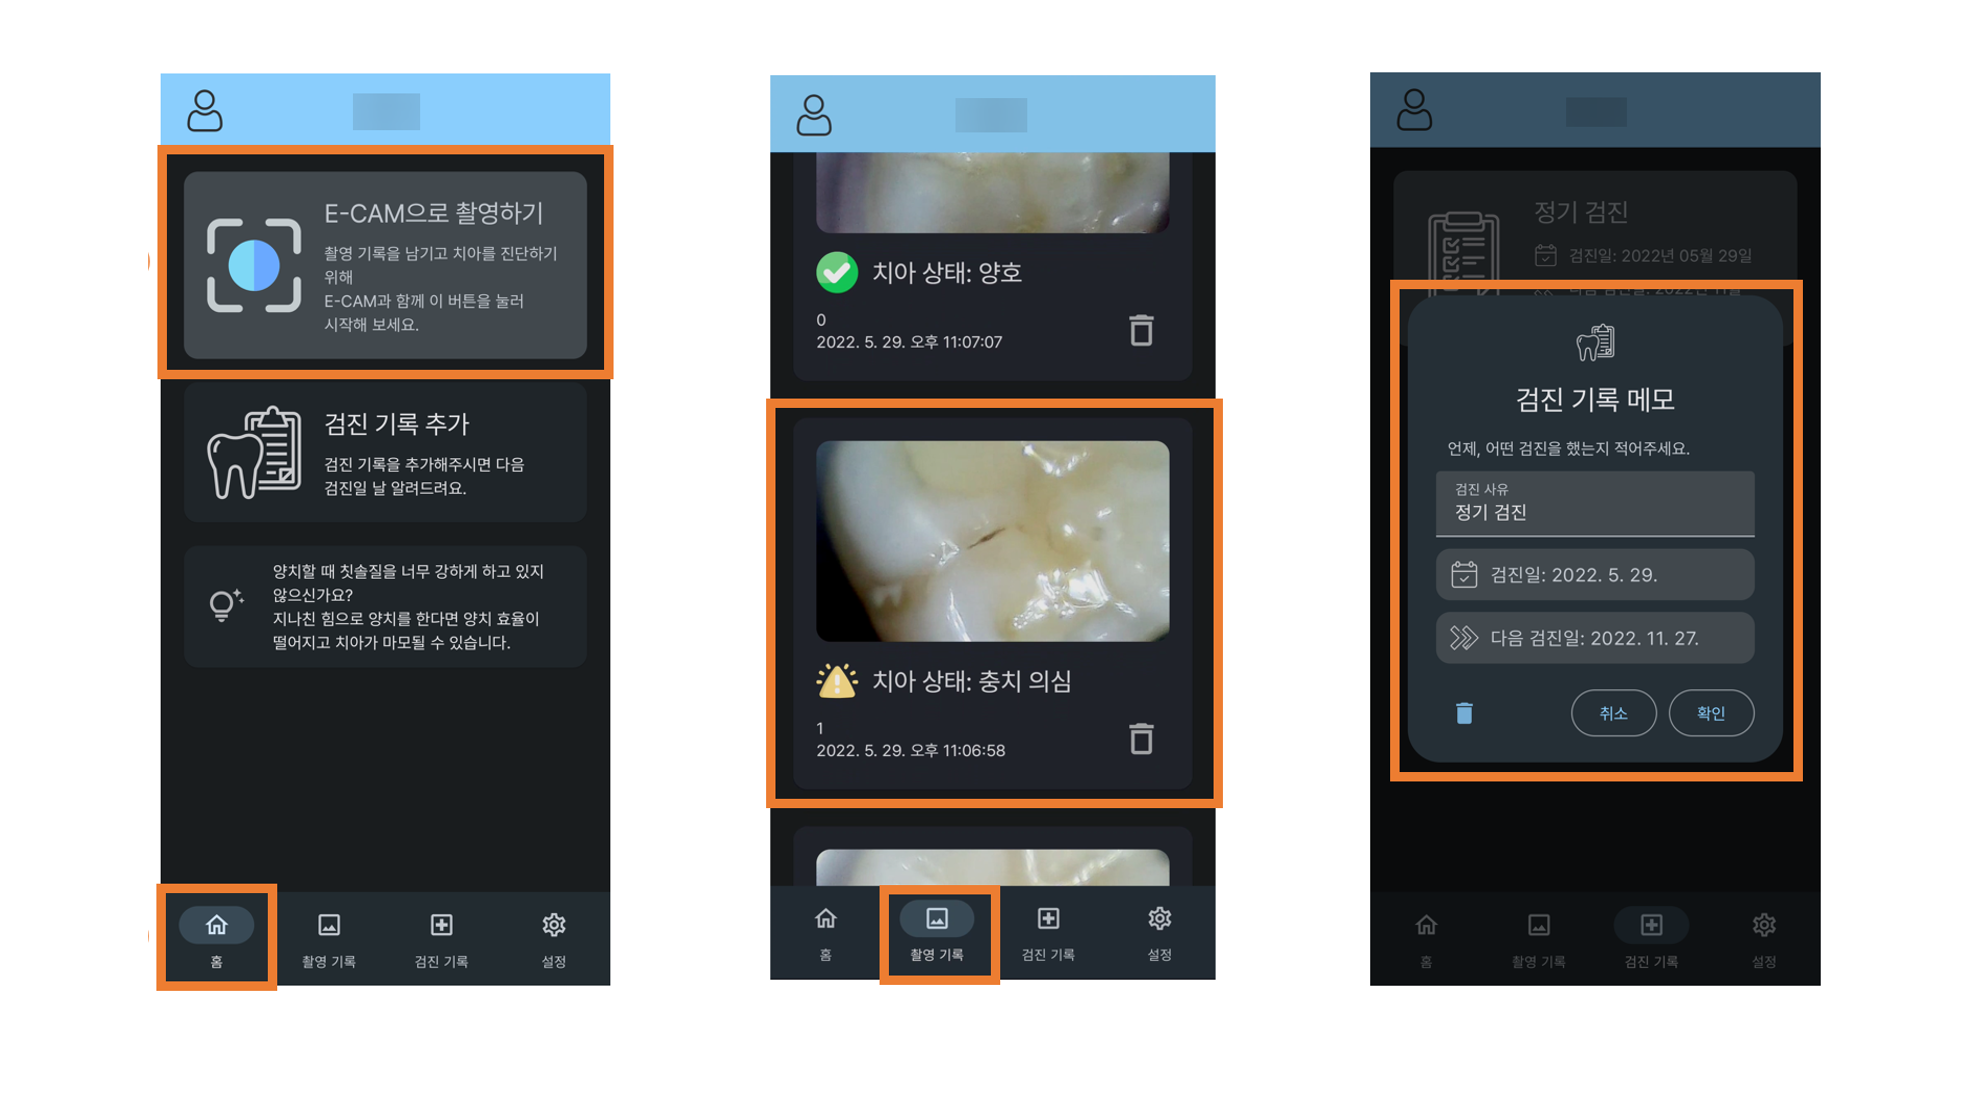 E-CAM으로 촬영하기
촬영 기록을 남기고 치아를 진단하기
위해
E-CAM과 함께 이 버튼을 눌러
시작해 보세요.
검진 기록 추가
검진 기록을 추가해주시면 다음
검진일 날 알려드려요.
양치할 때 칫솔질을 너무 강하게 하고 있지
않으신가요?
지나친 힘으로 양치를 한다면 양치 효율이
떨어지고 치아가 마모될 수 있습니다.
홈
촬영 기록
검진 기록
설정
치아 상태: 양호
0
2022. 5. 29. 오후 11:07:07
치아 상태: 충치 의심
1
2022. 5. 29. 오후 11:06:58
홈
촬영 기록
검진 기록
설정
정기 검진
검진일: 2022년 05월 29일
다음 검진일: 2022년 11월
검진 기록 메모
언제, 어떤 검진을 했는지 적어주세요.
검진 사유
정기 검진
검진일: 2022. 5. 29.
다음 검진일: 2022. 11. 27.
취소
확인
홈
촬영 기록
검진 기록
설정